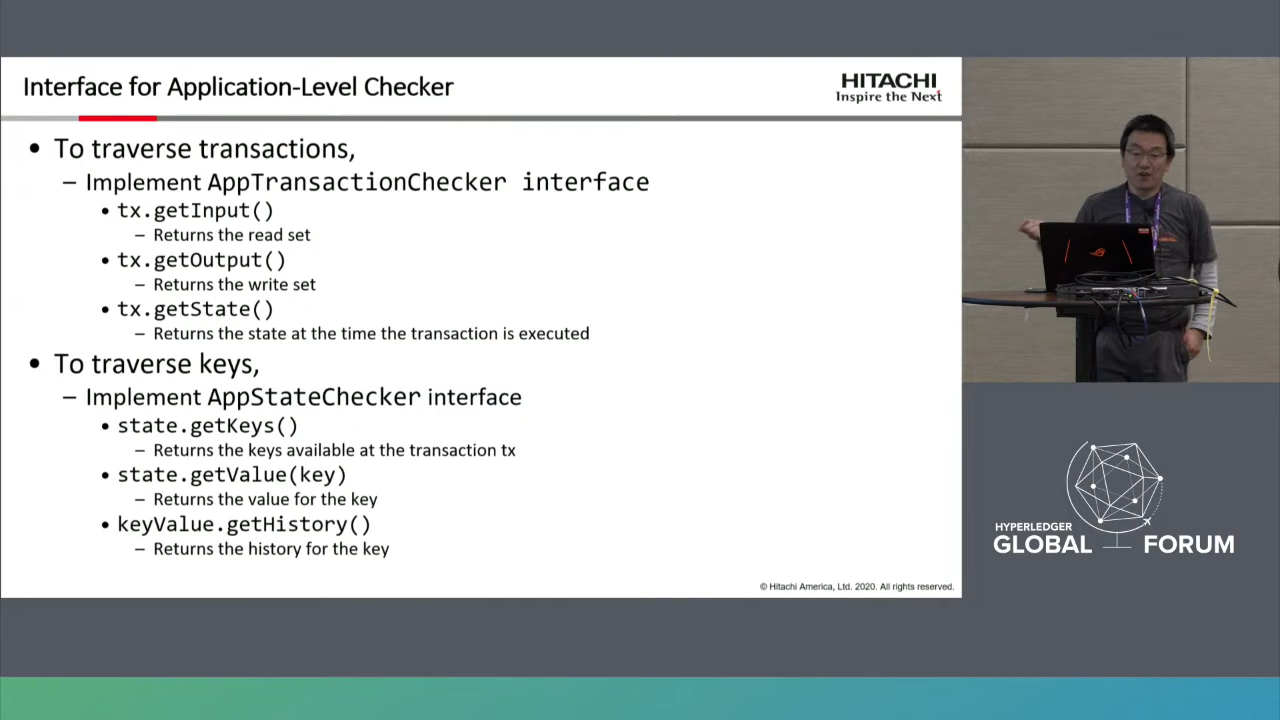 Interface for Application-Level Checker
HITACHI
Inspire the Next
• To traverse transactions,
– Implement AppTransactionChecker interface
• tx.getInput()
– Returns the read set
• tx.getOutput()
– Returns the write set
• tx.getState()
– Returns the state at the time the transaction is executed
• To traverse keys,
– Implement AppStateChecker interface
• state.getKeys()
– Returns the keys available at the transaction tx
• state.getValue(key)
– Returns the value for the key
• keyValue.getHistory()
– Returns the history for the key
© Hitachi America, Ltd. 2020. All rights reserved.
HYPERLEDGER
GLOBAL FORUM